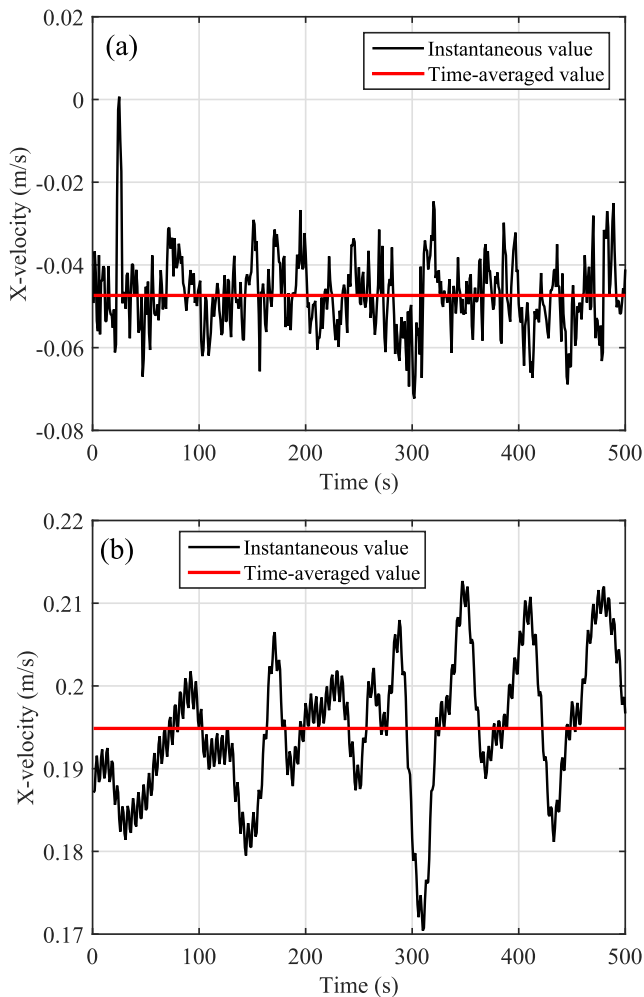 (a)
Instantaneous value
Time-averaged value
0.02
0
-0.02
-0.04
-0.06
-0.08
X-velocity (m/s)
0 100 200 300 400 500
Time (s)
(b)
Instantaneous value
Time-averaged value
0.22
0.21
0.2
0.19
0.18
0.17
X-velocity (m/s)
0 100 200 300 400 500
Time (s)